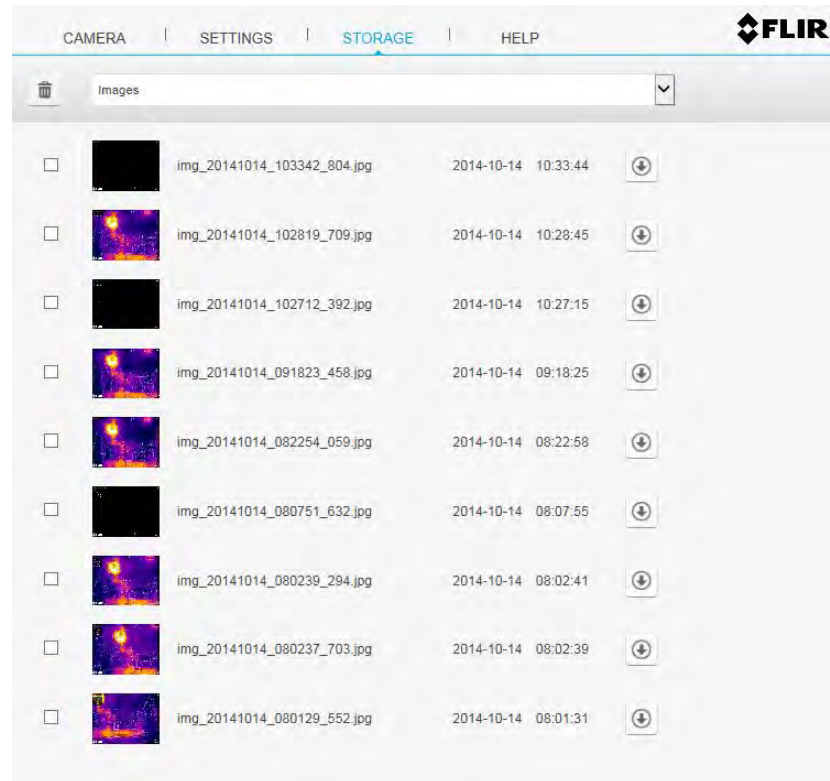 CAMERA SETTINGS STORAGE HELP FLIR
Images
img_20141014_103342_804.jpg 2014-10-14 10:33:44
img_20141014_102819_709.jpg 2014-10-14 10:28:45
img_20141014_102712_392.jpg 2014-10-14 10:27:15
img_20141014_091823_458.jpg 2014-10-14 09:18:25
img_20141014_082254_059.jpg 2014-10-14 08:22:58
img_20141014_080751_632.jpg 2014-10-14 08:07:55
img_20141014_080239_294.jpg 2014-10-14 08:02:41
img_20141014_080237_703.jpg 2014-10-14 08:02:39
img_20141014_080129_552.jpg 2014-10-14 08:01:31